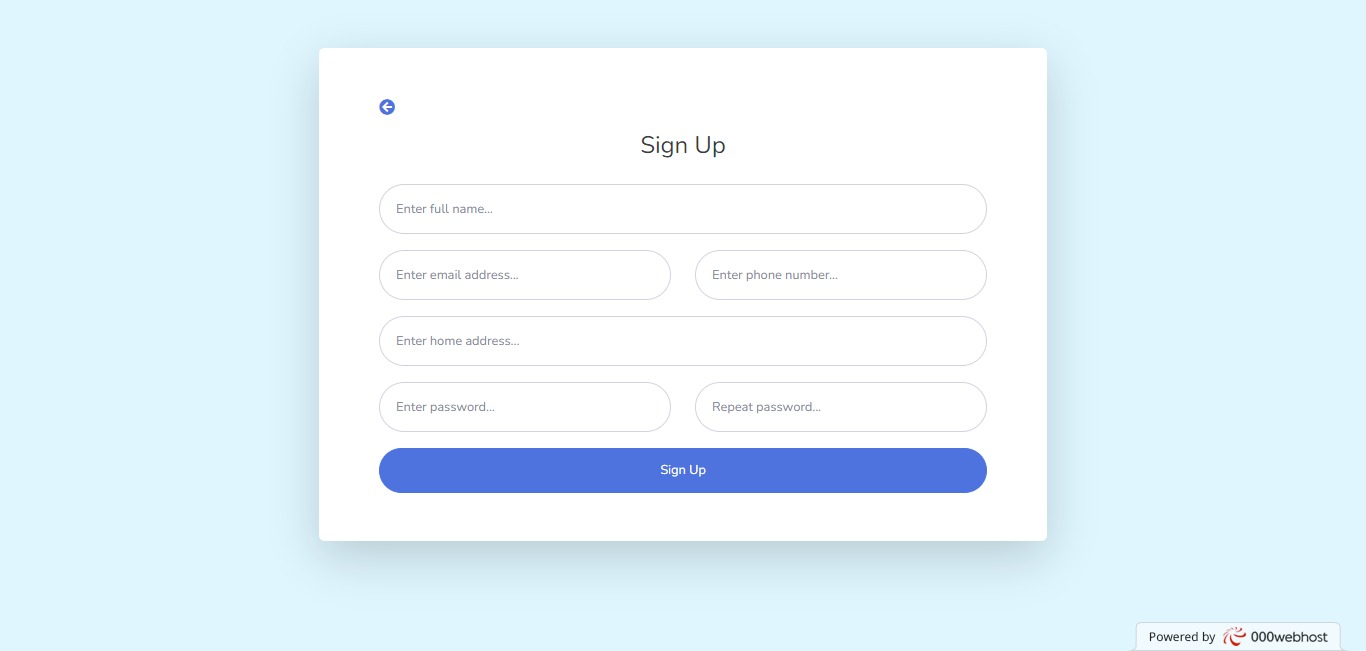 Sign Up
Enter full name...
Enter email address...
Enter phone number...
Enter home address...
Enter password...
Repeat password...
Sign Up
Powered by 000webhost